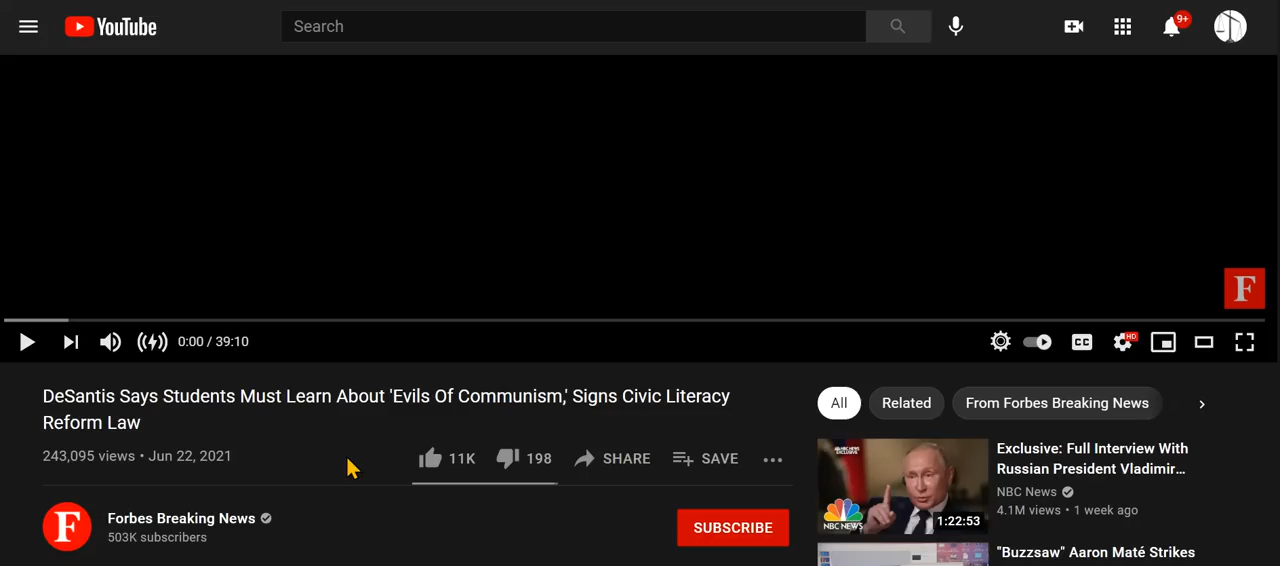 YouTube
Search
9+
F
0:00 / 39:10
CC
HD
DeSantis Says Students Must Learn About 'Evils Of Communism,' Signs Civic Literacy
Reform Law
243,095 views • Jun 22, 2021
11K
198
SHARE
SAVE
F
Forbes Breaking News
503K subscribers
SUBSCRIBE
All
Related
From Forbes Breaking News
NBC NEWS
1:22:53
Exclusive: Full Interview With
Russian President Vladimir...
NBC News
4.1M views • 1 week ago
"Buzzsaw" Aaron Maté Strikes